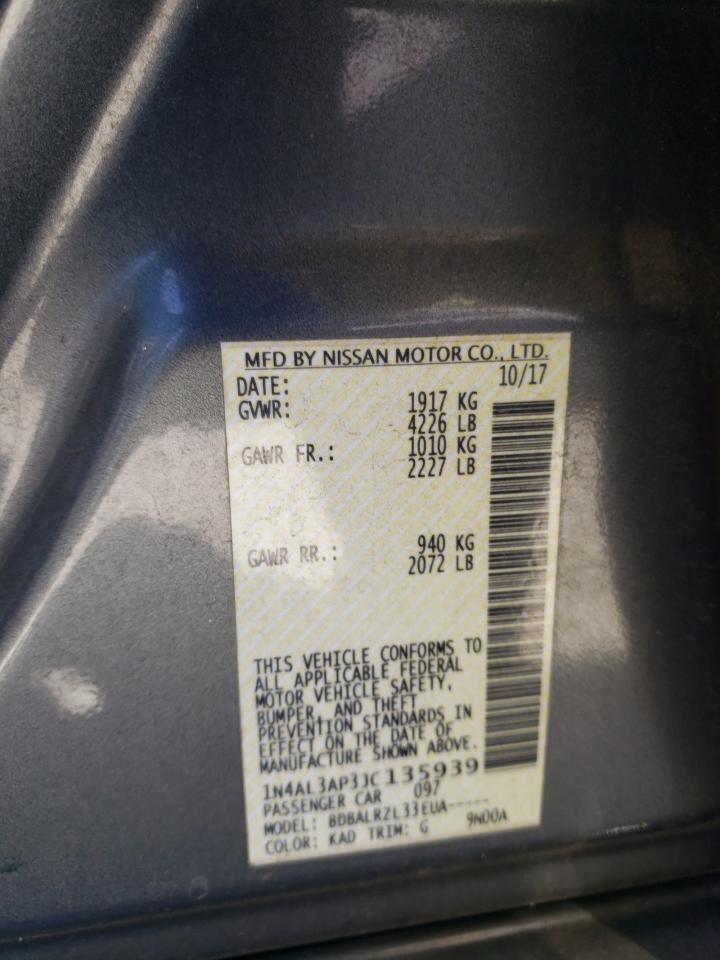 MFD BY NISSAN MOTOR CO., LTD.
DATE: 10/17
GVWR: 1917 KG
4226 LB
GAWR FR.: 1010 KG
2227 LB
GAWR RR.: 940 KG
2072 LB
THIS VEHICLE CONFORMS TO
ALL APPLICABLE FEDERAL
MOTOR VEHICLE SAFETY,
BUMPER, AND THEFT
PREVENTION STANDARDS IN
EFFECT ON THE DATE OF
MANUFACTURE SHOWN ABOVE.
1N4AL3AP3JC135939
PASSENGER CAR 097
MODEL: BDBALRZL33EUA-----
COLOR: KAD TRIM: G 9N00A